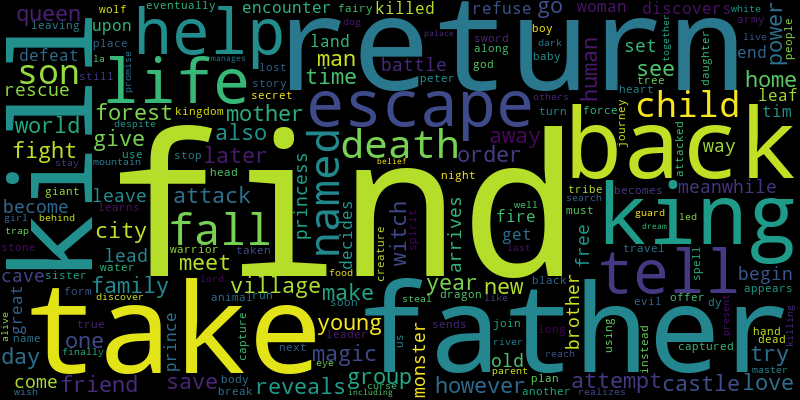 queen
wolf
eventually
fairy
dog
encounter
killed
refuse
go
woman
discovers
white
army
people
power
leaving
upon
help
return
land
man
time
palace
sword
along
god
boy
dark
baby
set
see
tree
together
daughter
live
end
place
la
still
defeat
son
rescue
promise
life
manages
lost
story
secret
battle
peter
escape
others
turn
human
heart
force
journey
child
home
leaf
tim
kill
world
forest
kingdom
mother
give
despite
also
named
death
away
order
back
way
attacked
fight
stay
mountain
use
stop
later
head
find
belief
night
princess
tribe
becomes
meanwhile
search
giant
learns
leave
attack
become
girl
behind
trap
stone
city
fall
warrior
taken
decides
witch
spirit
creature
arrives
fire
well
get
last
free
must
king
guard
led
dream
travel
spell
tell
begin
appears
lead
water
meet
cave
sister
family
village
food
lord
year
new
dragon
like
black
brother
evil
offer
dy
great
form
discover
take
animal
run
make
soon
steal
father
present
hand
dead
killing
alive
name
true
one
prince
capture
young
leader
us
monster
sends
join
long
river
reach
using
instead
captured
try
master
day
finally
next
magic
eye
old
parent
come
wish
friend
save
body
break
reveals
group
curse
including
however
plan
another
attempt
realizes
castle
love